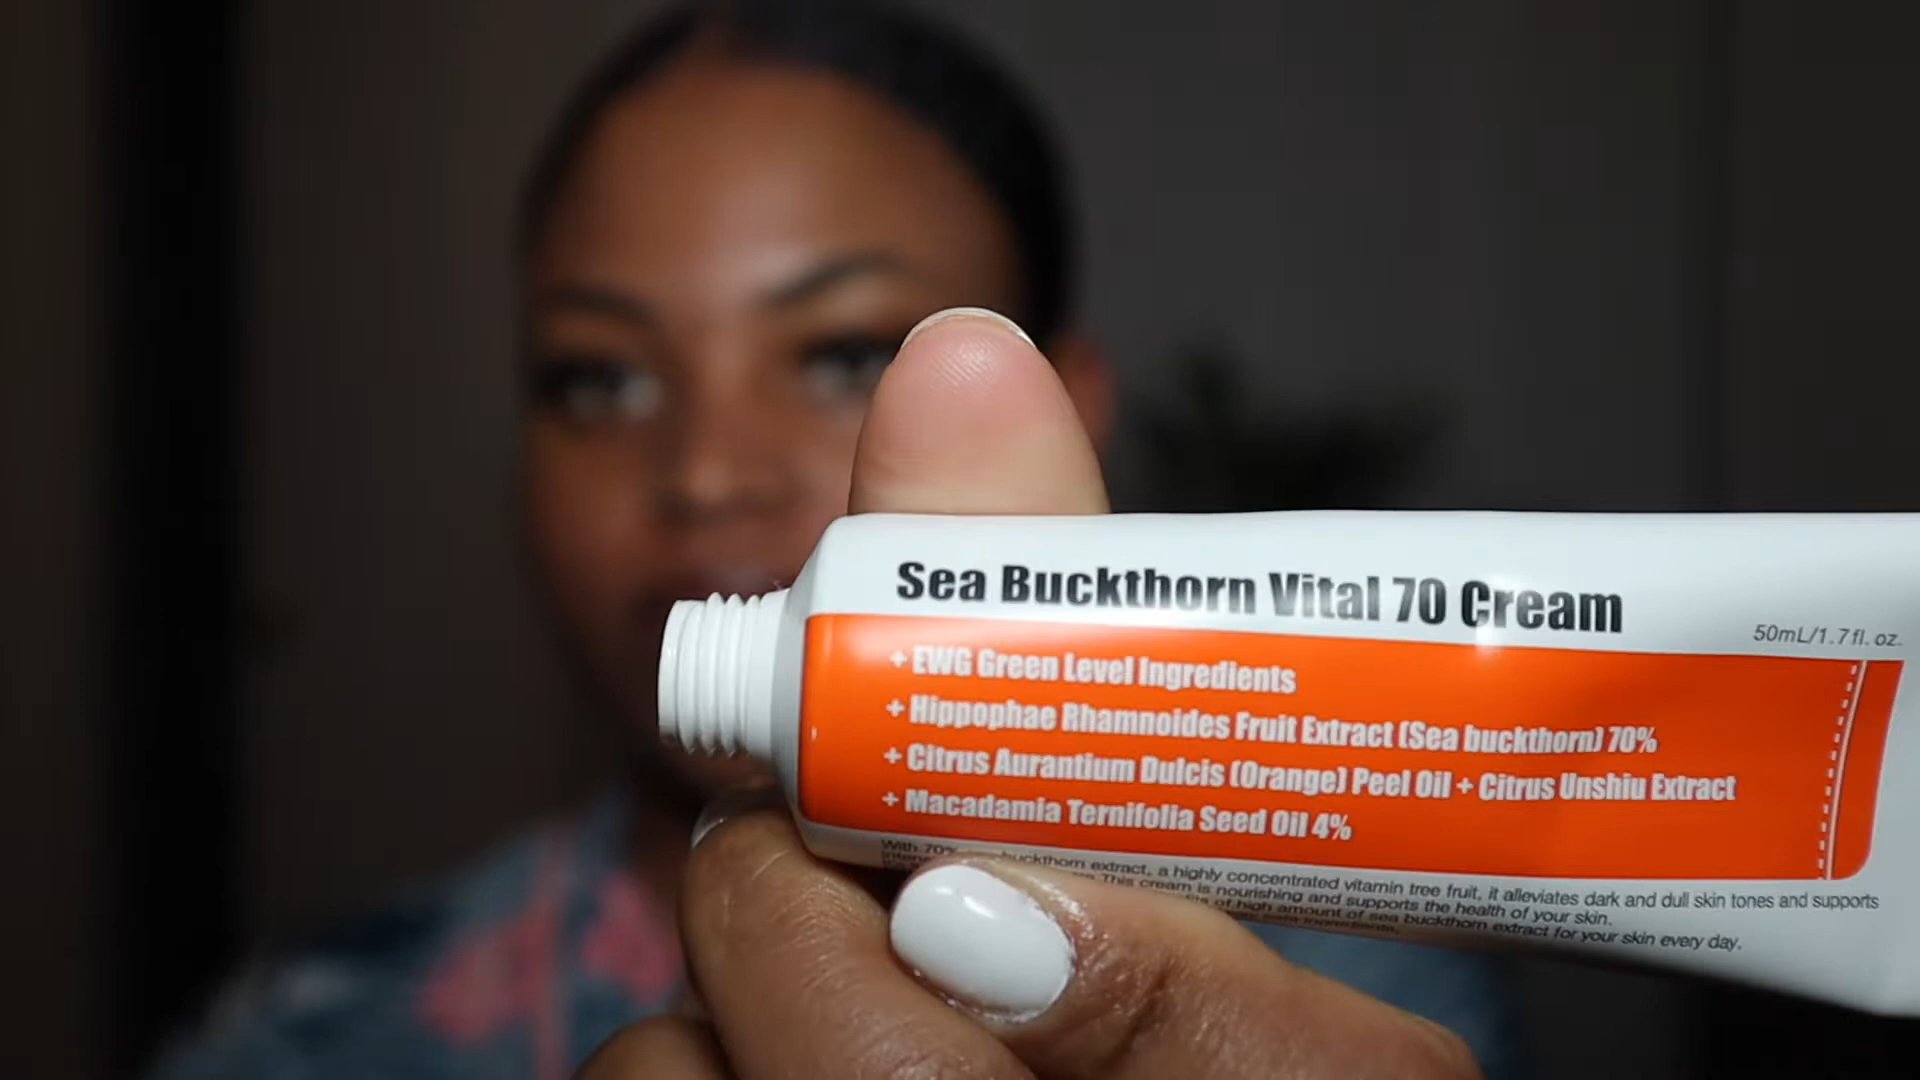 Sea Buckthorn Vital 70 Cream
50mL/1.7fl. oz.
+ EWG Green Level Ingredients
+ Hippophae Rhamnoides Fruit Extract (Sea buckthorn) 70%
+ Citrus Aurantium Dulcis (Orange) Peel Oil + Citrus Unshiu Extract
+ Macadamia Ternifolia Seed Oil 4%
With 70% buckthorn extract, a highly concentrated vitamin tree fruit, it alleviates dark and dull skin tones and supports
This cream is nourishing and supports the health of your skin.
of high amount of sea buckthorn extract for your skin every day.